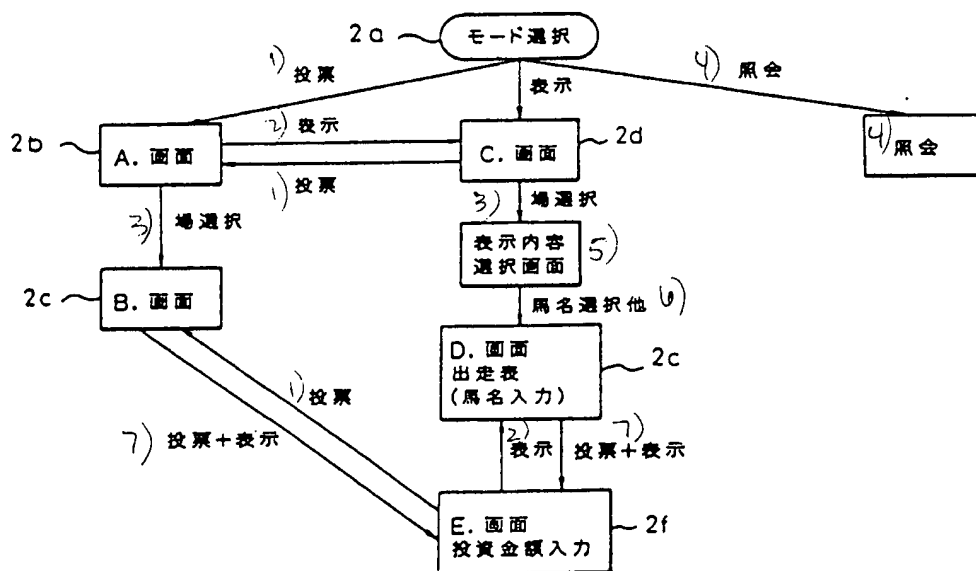 2a
モード選択
1) 投票
表示
4) 照会
2b
A. 画面
2) 表示
1) 投票
C. 画面
2d
4) 照会
3) 場選択
3) 場選択
表示内容
選択画面
5)
2c
B. 画面
馬名選択他 6)
D. 画面
出走表
(馬名入力)
2c
1) 投票
7) 投票+表示
2) 表示
7) 投票+表示
E. 画面
投資金額入力
2f